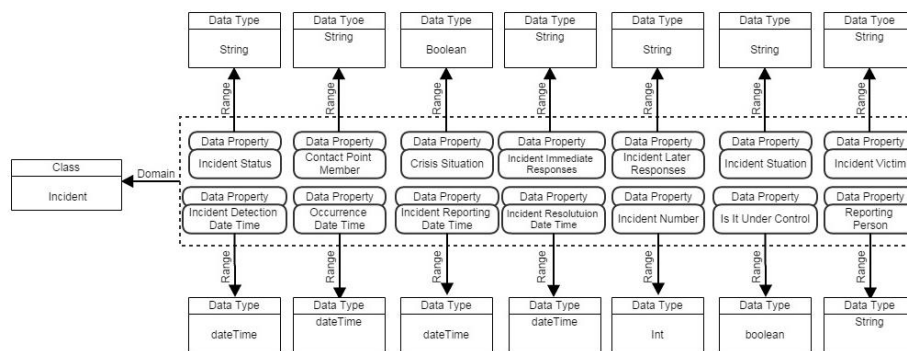 Data Type
String
Data Tyoe
String
Data Type
Boolean
Data Type
String
Data Type
String
Data Type
String
Data Type
String
Range
Range
Range
Range
Range
Range
Range
Data Property
Incident Status
Data Property
Contact Point
Member
Data Property
Crisis Situation
Data Property
Incident Immediate
Responses
Data Property
Incident Later
Responses
Data Property
Incident Stuation
Data Property
Incident Victim
Class
Incident
Domain
Data Property
Incident Detection
Date Time
Data Property
Occurrence
Date Time
Data Property
Incident Reporting
Date Time
Data Property
Incident Resolutuion
Date Time
Data Property
Incident Number
Data Property
Is It Under Control
Data Property
Reporting
Person
Range
Range
Range
Range
Range
Range
Range
Data Type
dateTime
Data Type
dateTime
Data Type
dateTime
Data Type
dateTime
Data Type
Int
Data Type
boolean
Data Type
String